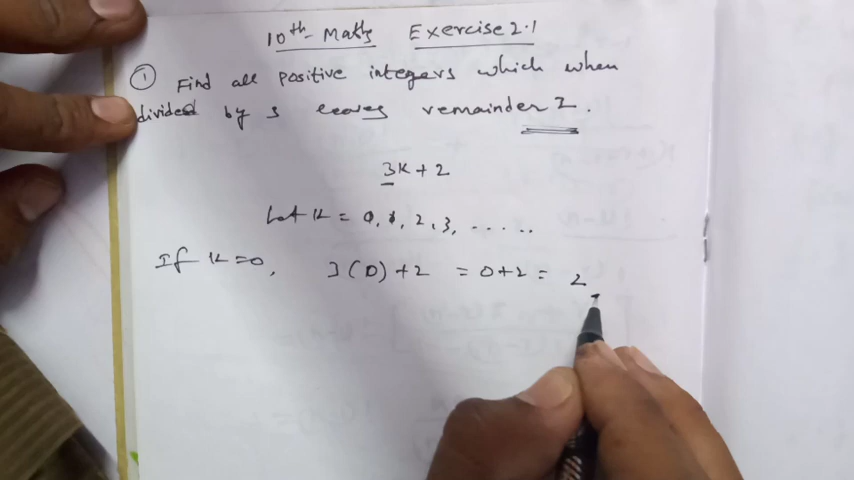 10th Maths Exercise 2.1
① Find all positive integers which when
divided by 3 leaves remainder 2.
3K + 2
Let K = 0, 1, 2, 3, ......
If K = 0, 3(0) + 2 = 0 + 2 = 2